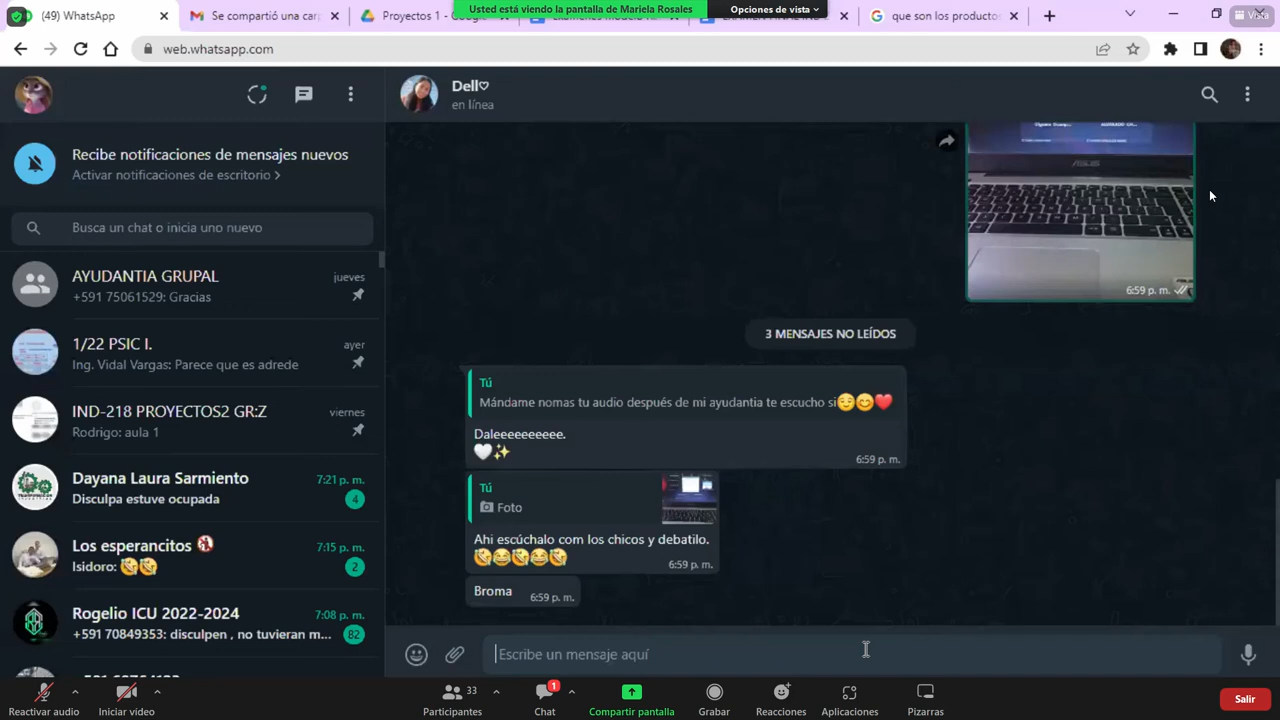 (49) WhatsApp
Se compartió una car
Proyectos 1 - Google
que son los producto
Usted está viendo la pantalla de Mariela Rosales
Opciones de vista
Vista
web.whatsapp.com
Dell♡
en línea
Recibe notificaciones de mensajes nuevos
Activar notificaciones de escritorio >
Busca un chat o inicia uno nuevo
AYUDANTIA GRUPAL
jueves
+591 75061529: Gracias
1/22 PSIC I.
ayer
Ing. Vidal Vargas: Parece que es adrede
IND-218 PROYECTOS2 GR:Z
viernes
Rodrigo: aula 1
Dayana Laura Sarmiento
7:21 p. m.
Disculpa estuve ocupada
4
Los esperancitos
7:15 p. m.
Isidoro: 🤣🤣
2
Rogelio ICU 2022-2024
7:08 p. m.
+591 70849353: disculpen , no tuvieran m...
82
ASUS
6:59 p. m.
3 MENSAJES NO LEÍDOS
Tú
Mándame nomas tu audio después de mi ayudantia te escucho si😌😊❤️
Daleeeeeeeeee.
🤍✨
6:59 p. m.
Tú
Foto
Ahi escúchalo com los chicos y debatilo.
🤣😂🤣😂🤣
6:59 p. m.
Broma
6:59 p. m.
Escribe un mensaje aquí
Reactivar audio
Iniciar video
33
Participantes
1
Chat
Compartir pantalla
Grabar
Reacciones
Aplicaciones
Pizarras
Salir